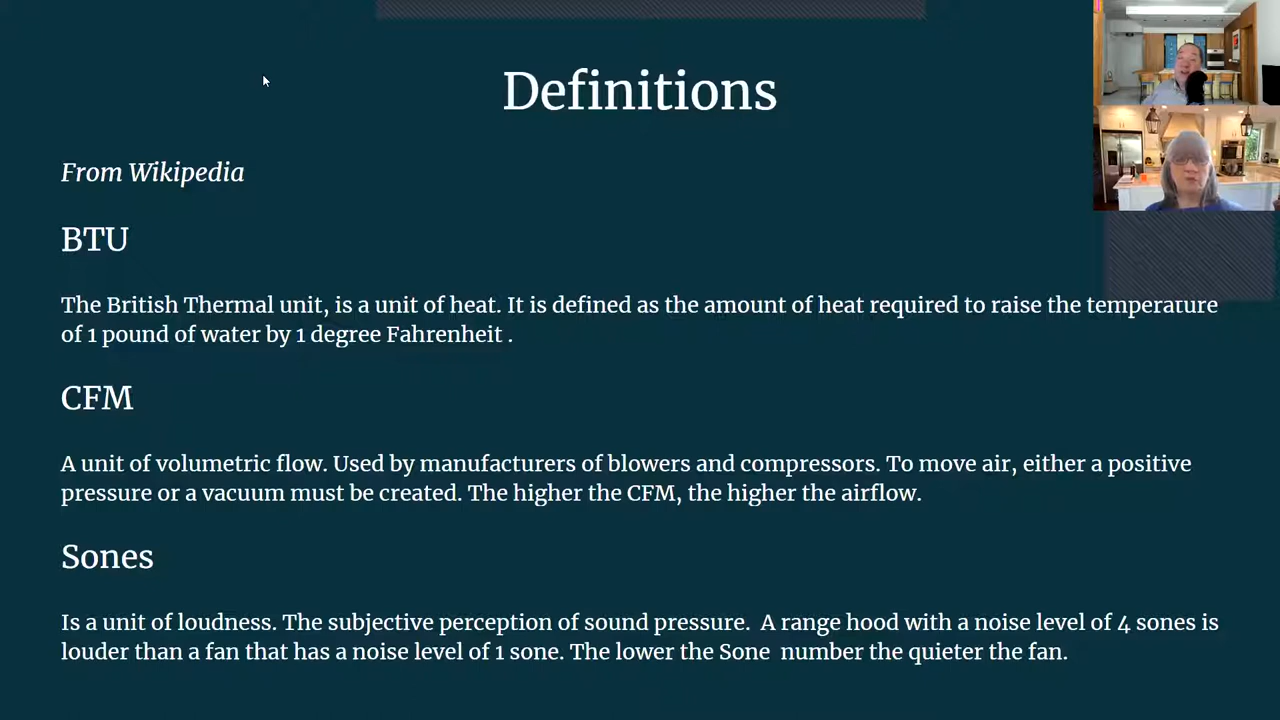 Definitions
From Wikipedia
BTU
The British Thermal unit, is a unit of heat. It is defined as the amount of heat required to raise the temperature
of 1 pound of water by 1 degree Fahrenheit .
CFM
A unit of volumetric flow. Used by manufacturers of blowers and compressors. To move air, either a positive
pressure or a vacuum must be created. The higher the CFM, the higher the airflow.
Sones
Is a unit of loudness. The subjective perception of sound pressure.  A range hood with a noise level of 4 sones is
louder than a fan that has a noise level of 1 sone. The lower the Sone  number the quieter the fan.